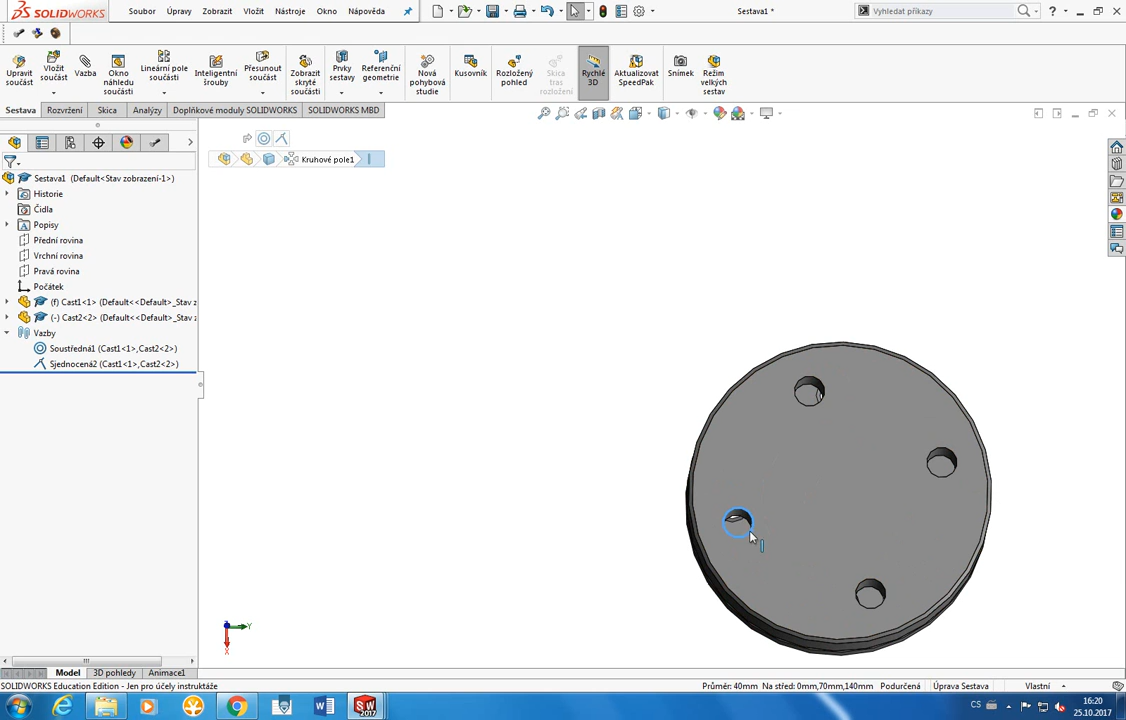 SOLIDWORKS Soubor Úpravy Zobrazit Vložit Nástroje Okno Nápověda Sestava1 * Vyhledat příkazy ?
Upravit součást
Vložit součást
Vazba
Okno náhledu součásti
Lineární pole součásti
Inteligentní šrouby
Přesunout součást
Zobrazit skryté součásti
Prvky sestavy
Referenční geometrie
Nová pohybová studie
Kusovník
Rozložený pohled
Skica tras rozložení
Rychlé 3D
Aktualizovat SpeedPak
Snímek
Režim velkých sestav
Sestava Rozvržení Skica Analýzy Doplňkové moduly SOLIDWORKS SOLIDWORKS MBD
Kruhové pole1
Sestava1 (Default<Stav zobrazení-1>)
Historie
Čidla
Popisy
Přední rovina
Vrchní rovina
Pravá rovina
Počátek
(f) Cast1<1> (Default<<Default>_Stav z
(-) Cast2<2> (Default<<Default>_Stav z
Vazby
Soustředná1 (Cast1<1>,Cast2<2>)
Sjednocená2 (Cast1<1>,Cast2<2>)
Y
X
Model 3D pohledy Animace1
SOLIDWORKS Education Edition - Jen pro účely instruktáže Průměr: 40mm Na střed: 0mm,70mm,140mm Podurčená Úprava Sestava Vlastní
SW 2017 CS 16:20
25.10.2017